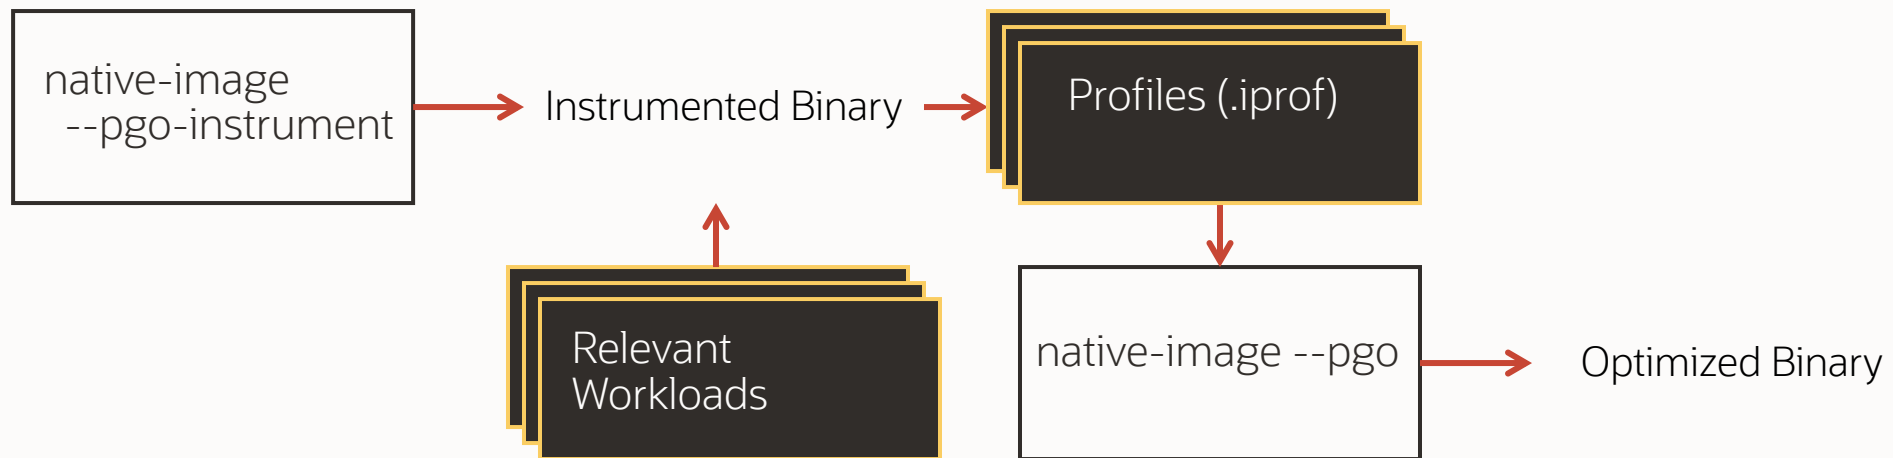 native-image
--pgo-instrument
Instrumented Binary
Profiles (.iprof)
Relevant
Workloads
native-image --pgo
Optimized Binary